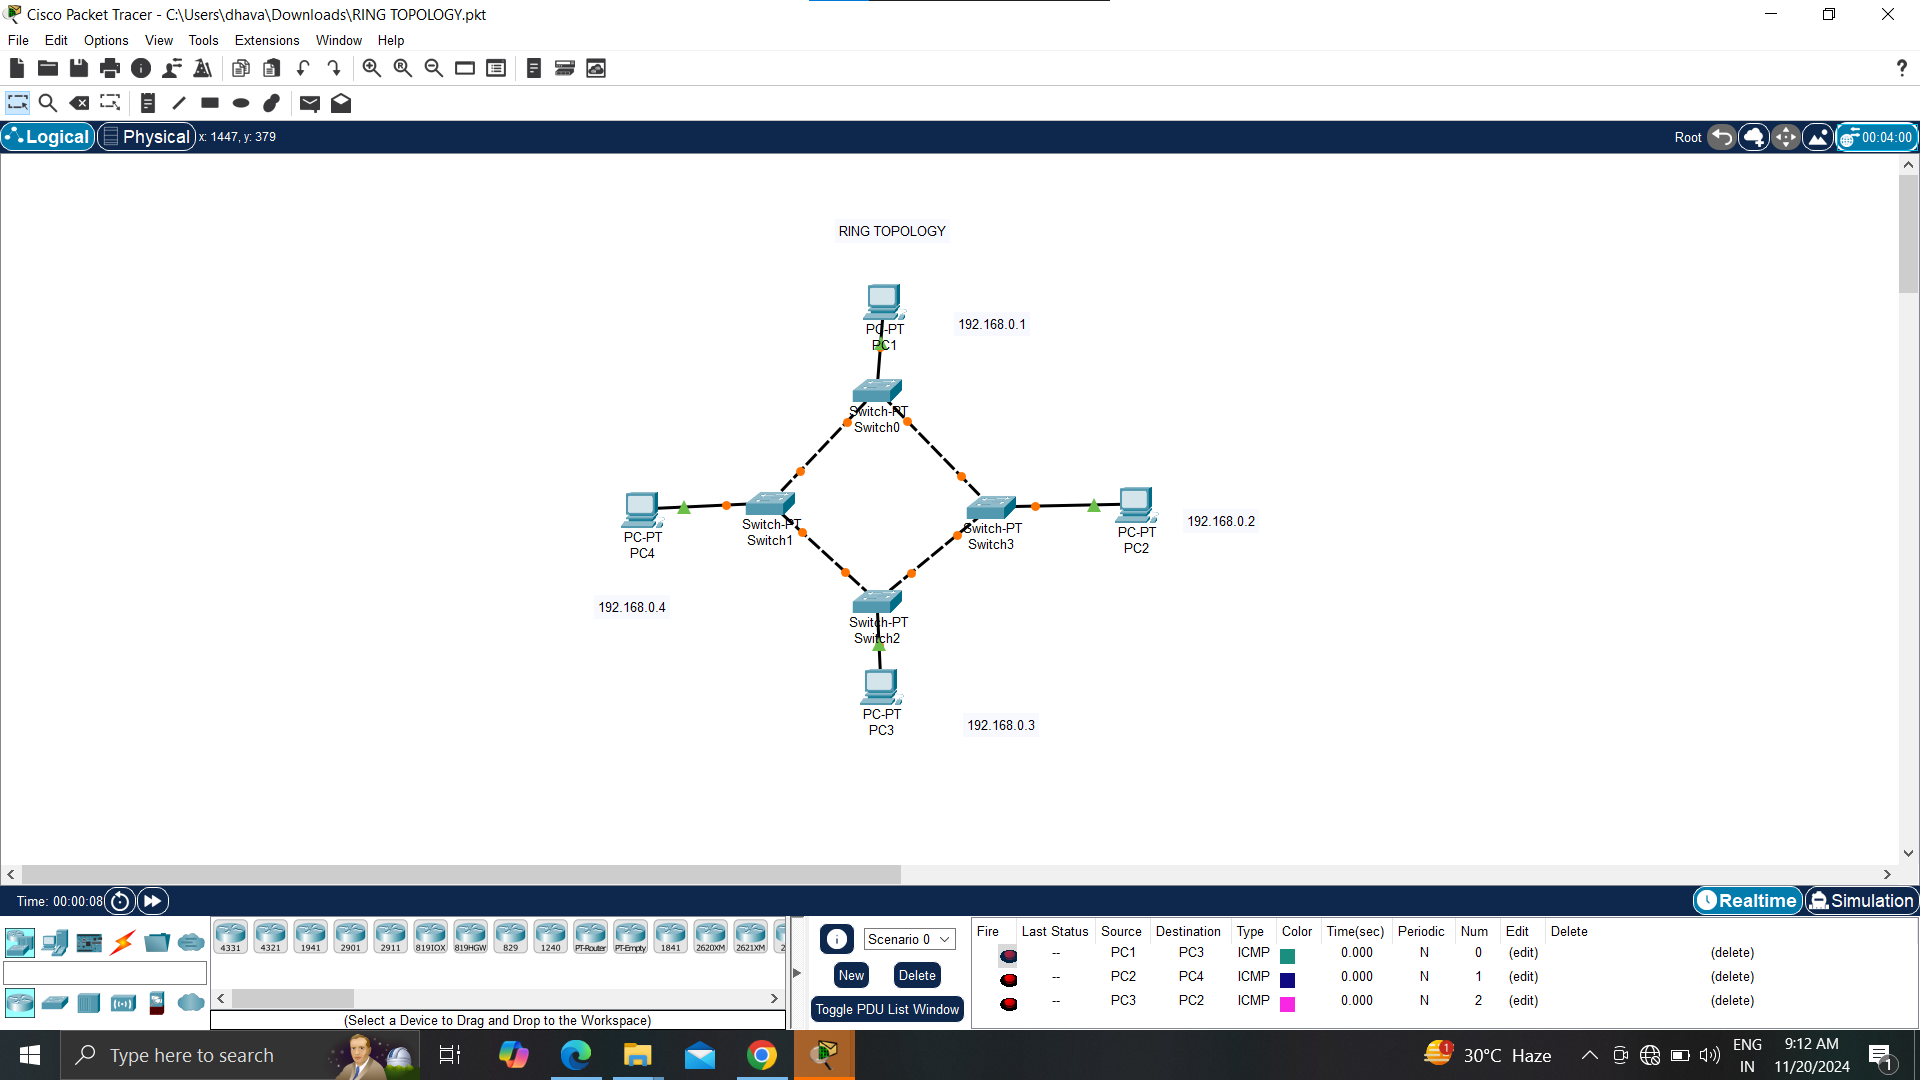 Cisco Packet Tracer - C:\Users\dhava\Downloads\RING TOPOLOGY.pkt
File Edit Options View Tools Extensions Window Help
?
Logical Physical x: 1447, y: 379 Root 00:04:00
RING TOPOLOGY
PC-PT
PC1
192.168.0.1
Switch-PT
Switch0
PC-PT
PC4
Switch-PT
Switch1
Switch-PT
Switch3
PC-PT
PC2
192.168.0.2
192.168.0.4
Switch-PT
Switch2
PC-PT
PC3
192.168.0.3
Time: 00:00:08 Realtime Simulation
4331 4321 1941 2901 2911 819IOX 819HGW 829 1240 PT-Router PT-Empty 1841 2620XM 2621XM 2
(Select a Device to Drag and Drop to the Workspace)
Scenario 0
New Delete
Toggle PDU List Window
Fire Last Status Source Destination Type Color Time(sec) Periodic Num Edit Delete
-- PC1 PC3 ICMP 0.000 N 0 (edit) (delete)
-- PC2 PC4 ICMP 0.000 N 1 (edit) (delete)
-- PC3 PC2 ICMP 0.000 N 2 (edit) (delete)
Type here to search
1
30°C Haze
ENG
IN
9:12 AM
11/20/2024
1